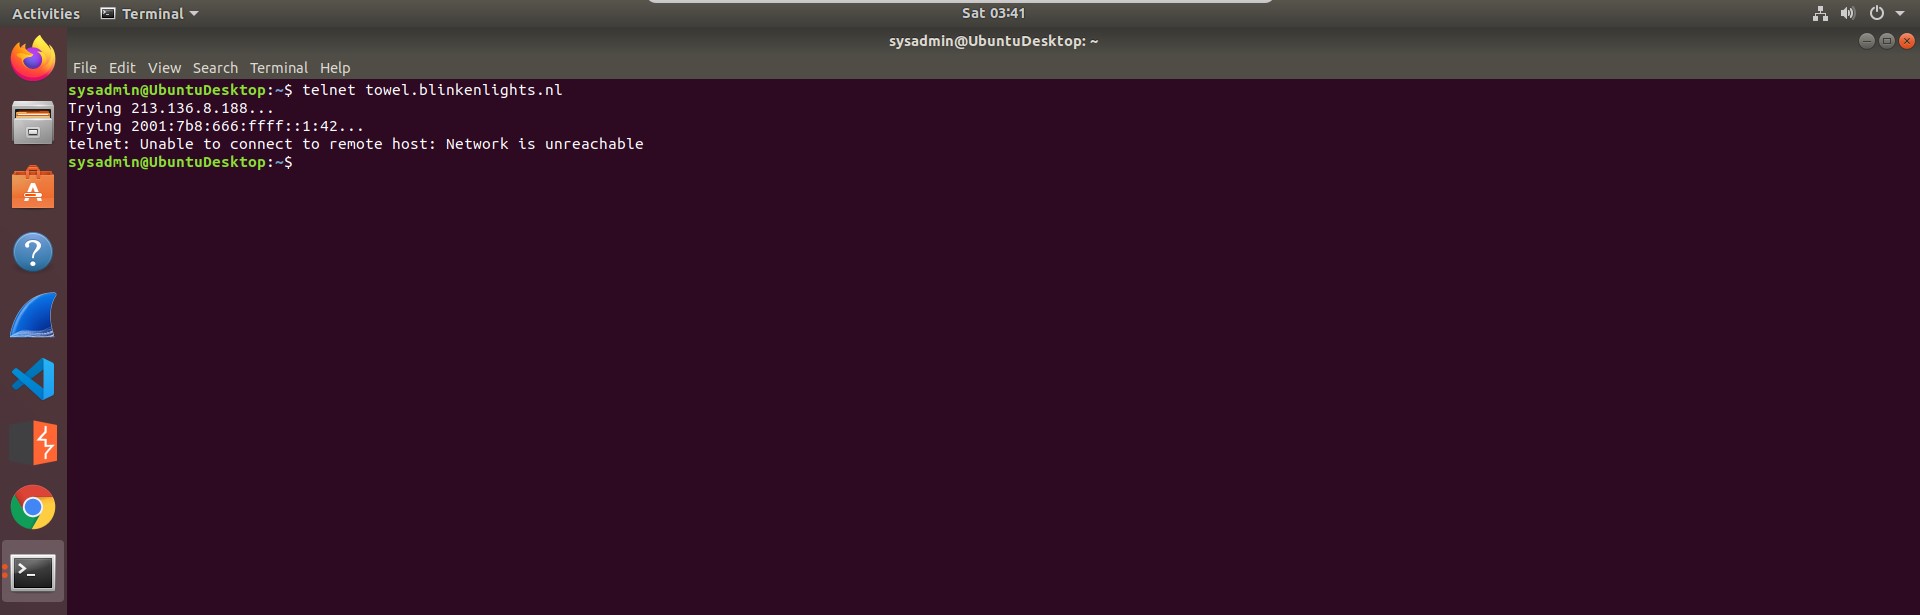 Activities Terminal Sat 03:41
sysadmin@UbuntuDesktop: ~
File Edit View Search Terminal Help
sysadmin@UbuntuDesktop:~$ telnet towel.blinkenlights.nl
Trying 213.136.8.188...
Trying 2001:7b8:666:ffff::1:42...
telnet: Unable to connect to remote host: Network is unreachable
sysadmin@UbuntuDesktop:~$